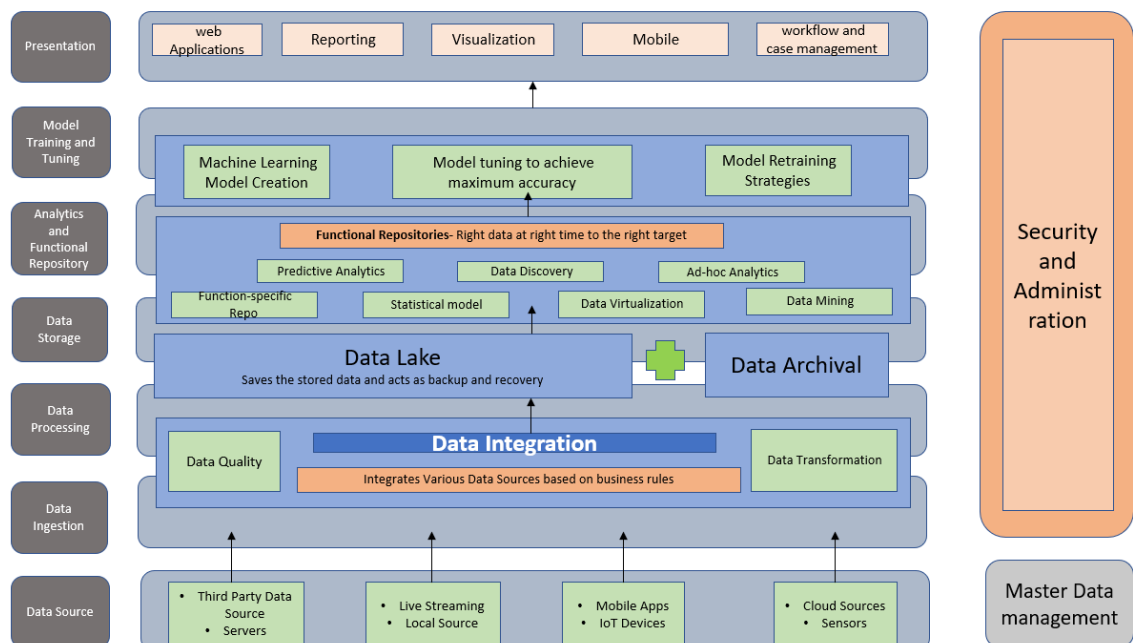 Presentation
web
Applications
Reporting
Visualization
Mobile
workflow and
case management
Model
Training and
Tuning
Machine Learning
Model Creation
Model tuning to achieve
maximum accuracy
Model Retraining
Strategies
Analytics
and
Functional
Repository
Functional Repositories- Right data at right time to the right target
Predictive Analytics
Data Discovery
Ad-hoc Analytics
Function-specific
Repo
Statistical model
Data Virtualization
Data Mining
Data
Storage
Data Lake
Saves the stored data and acts as backup and recovery
Data Archival
Data
Processing
Data Quality
Data Integration
Integrates Various Data Sources based on business rules
Data Transformation
Data
Ingestion
Data Source
• Third Party Data
Source
• Servers
• Live Streaming
• Local Source
• Mobile Apps
• IoT Devices
• Cloud Sources
• Sensors
Security
and
Administ
ration
Master Data
management